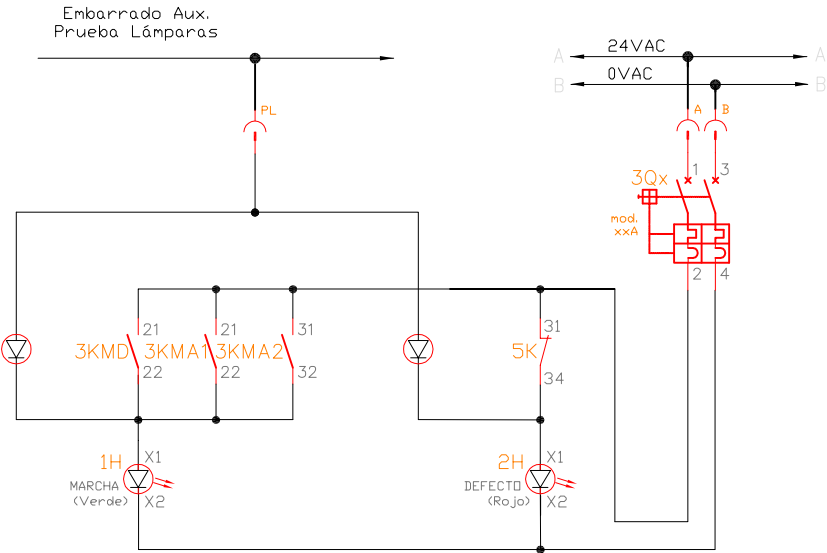 Embarrado Aux.
Prueba Lámparas
A 24VAC A
B 0VAC B
PL
A B
1 3
3Qx
mod.
xxA
2 4
21 21 31 31
3KMD 3KMA1 3KMA2 5K
22 22 32 34
1H X1 2H X1
MARCHA DEFECTO
(Verde) X2 (Rojo) X2